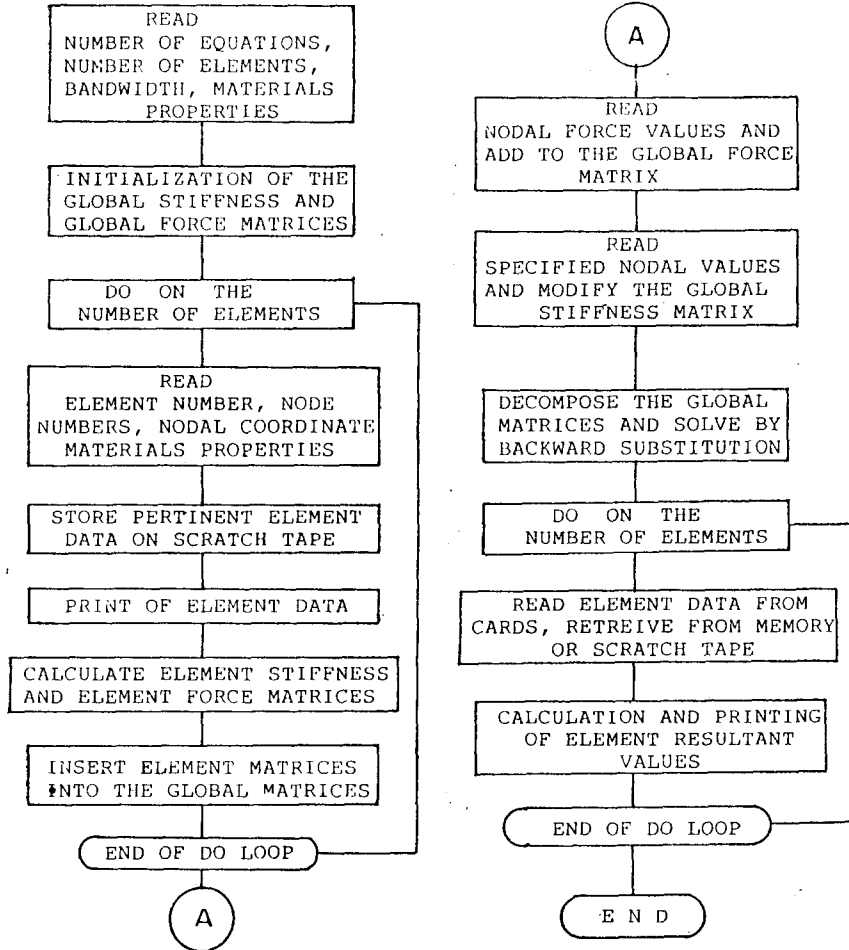 READ
NUMBER OF EQUATIONS,
NUMBER OF ELEMENTS,
BANDWIDTH, MATERIALS
PROPERTIES
INITIALIZATION OF THE
GLOBAL STIFFNESS AND
GLOBAL FORCE MATRICES
DO ON THE
NUMBER OF ELEMENTS
READ
ELEMENT NUMBER, NODE
NUMBERS, NODAL COORDINATE
MATERIALS PROPERTIES
STORE PERTINENT ELEMENT
DATA ON SCRATCH TAPE
PRINT OF ELEMENT DATA
CALCULATE ELEMENT STIFFNESS
AND ELEMENT FORCE MATRICES
INSERT ELEMENT MATRICES
INTO THE GLOBAL MATRICES
END OF DO LOOP
A
A
READ
NODAL FORCE VALUES AND
ADD TO THE GLOBAL FORCE
MATRIX
READ
SPECIFIED NODAL VALUES
AND MODIFY THE GLOBAL
STIFFNESS MATRIX
DECOMPOSE THE GLOBAL
MATRICES AND SOLVE BY
BACKWARD SUBSTITUTION
DO ON THE
NUMBER OF ELEMENTS
READ ELEMENT DATA FROM
CARDS, RETREIVE FROM MEMORY
OR SCRATCH TAPE
CALCULATION AND PRINTING
OF ELEMENT RESULTANT
VALUES
END OF DO LOOP
E N D